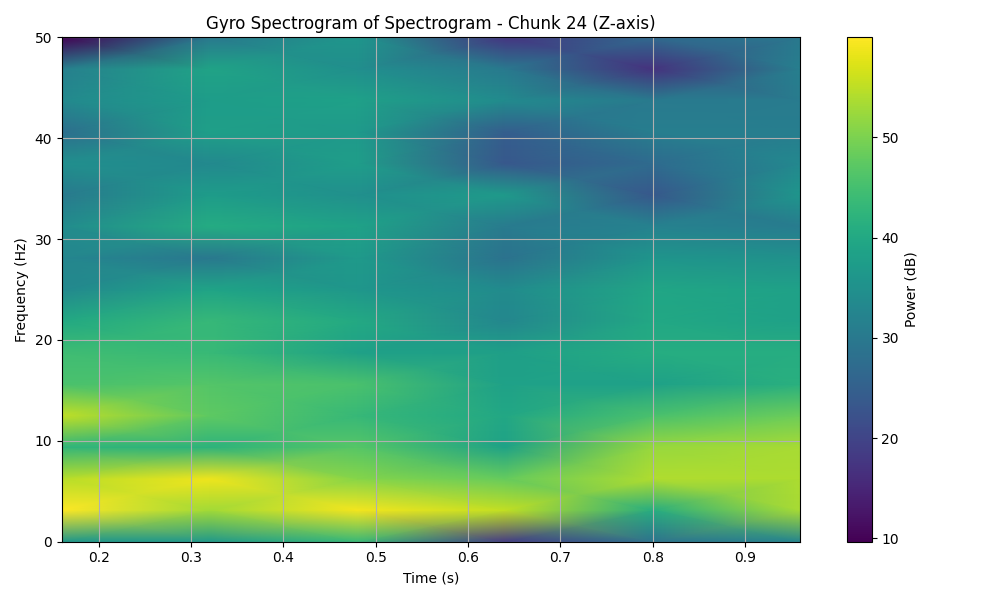 Gyro Spectrogram of Spectrogram - Chunk 24 (Z-axis)
Frequency (Hz)
50
40
30
20
10
0
0.2 0.3 0.4 0.5 0.6 0.7 0.8 0.9
Time (s)
50
40
30
20
10
Power (dB)